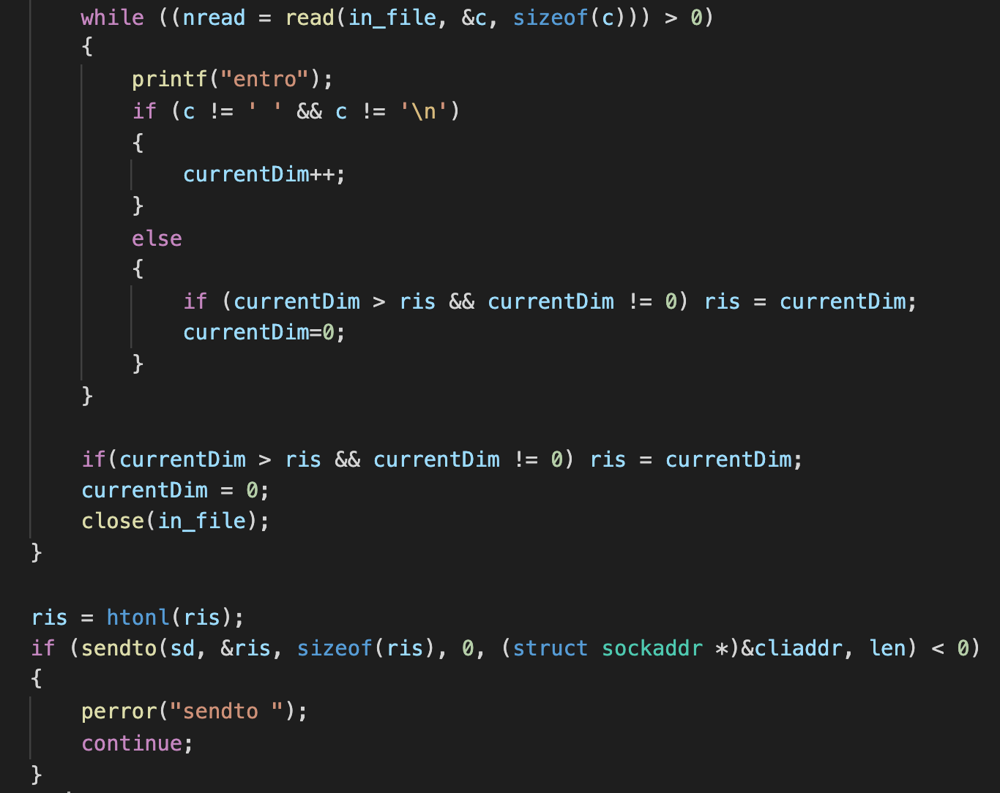 while ((nread = read(in_file, &c, sizeof(c))) > 0)
{
printf("entro");
if (c != ' ' && c != '\n')
{
currentDim++;
}
else
{
if (currentDim > ris && currentDim != 0) ris = currentDim;
currentDim=0;
}
}
if(currentDim > ris && currentDim != 0) ris = currentDim;
currentDim = 0;
close(in_file);
}
ris = htonl(ris);
if (sendto(sd, &ris, sizeof(ris), 0, (struct sockaddr *)&cliaddr, len) < 0)
{
perror("sendto ");
continue;
}